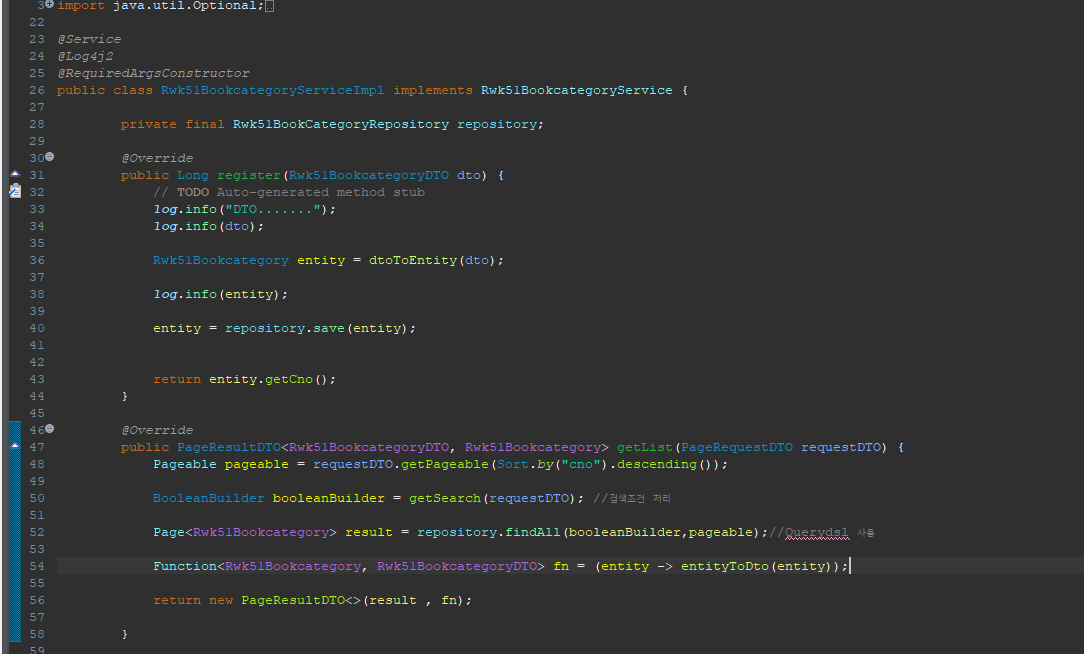 3 import java.util.Optional;
22
23 @Service
24 @Log4j2
25 @RequiredArgsConstructor
26 public class Rwk51BookcategoryServiceImpl implements Rwk51BookcategoryService {
27
28 private final Rwk51BookCategoryRepository repository;
29
30 @Override
31 public Long register(Rwk51BookcategoryDTO dto) {
32 // TODO Auto-generated method stub
33 log.info("DTO.......");
34 log.info(dto);
35
36 Rwk51Bookcategory entity = dtoToEntity(dto);
37
38 log.info(entity);
39
40 entity = repository.save(entity);
41
42
43 return entity.getCno();
44 }
45
46 @Override
47 public PageResultDTO<Rwk51BookcategoryDTO, Rwk51Bookcategory> getList(PageRequestDTO requestDTO) {
48 Pageable pageable = requestDTO.getPageable(Sort.by("cno").descending());
49
50 BooleanBuilder booleanBuilder = getSearch(requestDTO); //검색조건 처리
51
52 Page<Rwk51Bookcategory> result = repository.findAll(booleanBuilder,pageable);//Querydsl 사용
53
54 Function<Rwk51Bookcategory, Rwk51BookcategoryDTO> fn = (entity -> entityToDto(entity));
55
56 return new PageResultDTO<>(result , fn);
57
58 }
59